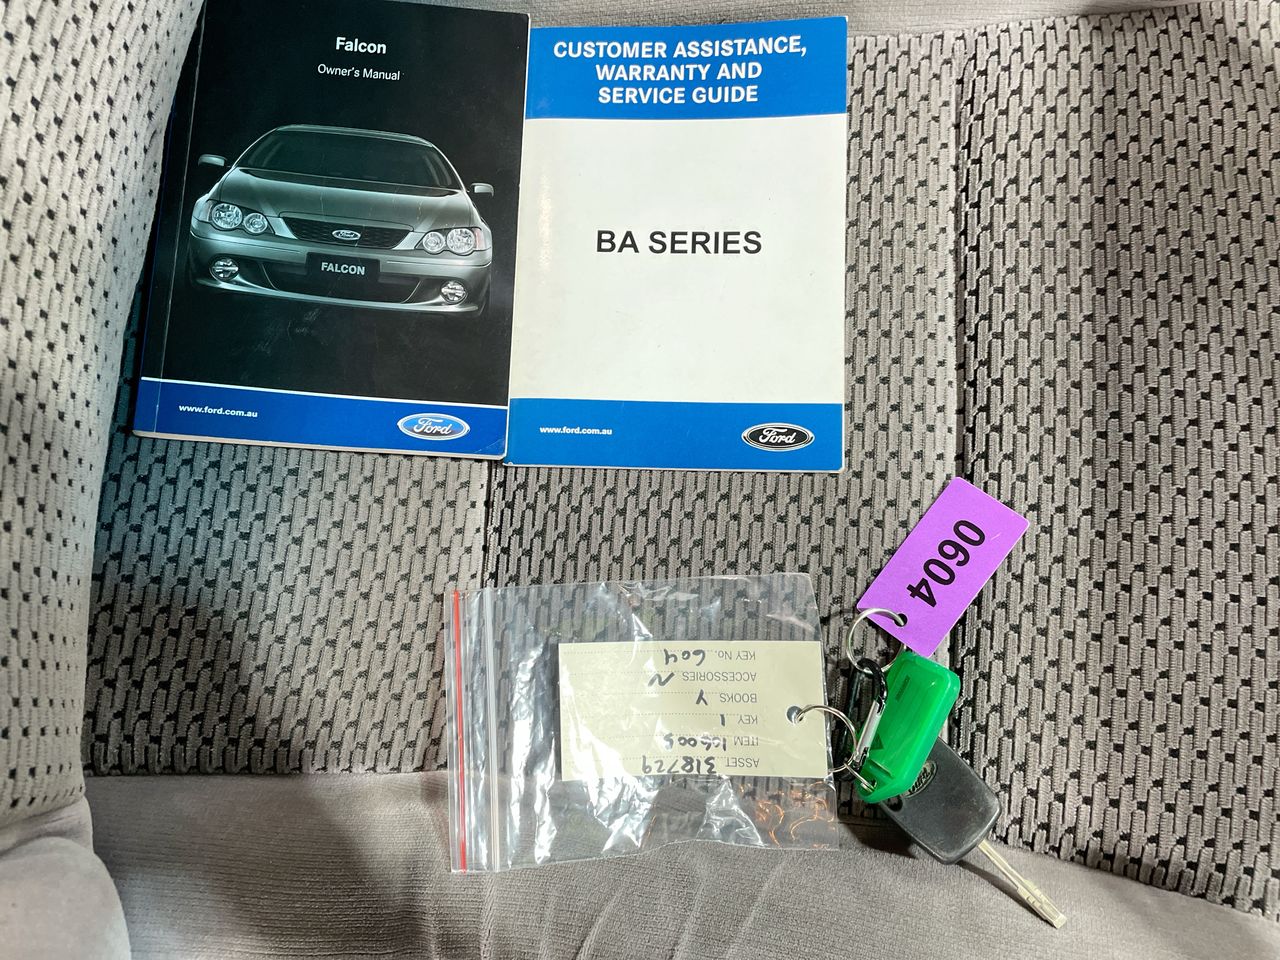 Falcon
Owner's Manual
Ford
FALCON
www.ford.com.au
Ford
CUSTOMER ASSISTANCE,
WARRANTY AND
SERVICE GUIDE
BA SERIES
www.ford.com.au
Ford
0604
ASSET 318729
ITEM
KEY 1
BOOKS Y
ACCESSORIES N
KEY No. 604
Ford